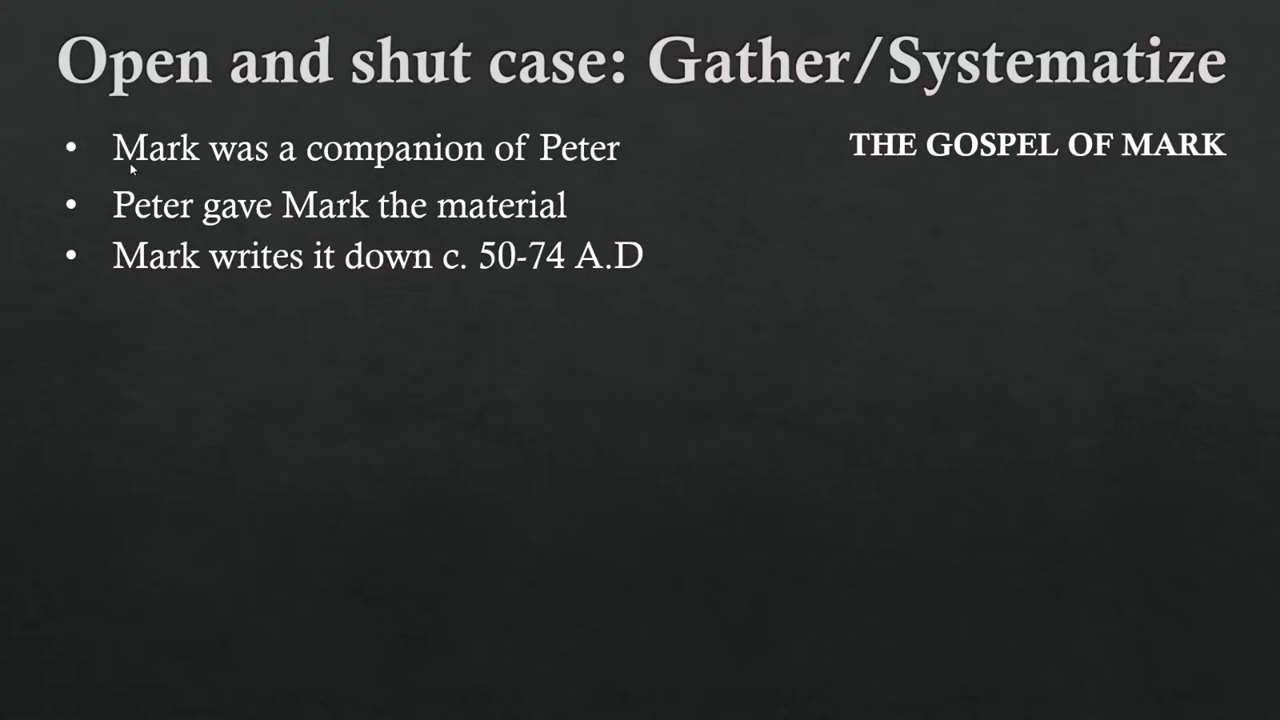 Open and shut case: Gather/Systematize
• Mark was a companion of Peter
THE GOSPEL OF MARK
• Peter gave Mark the material
• Mark writes it down c. 50-74 A.D